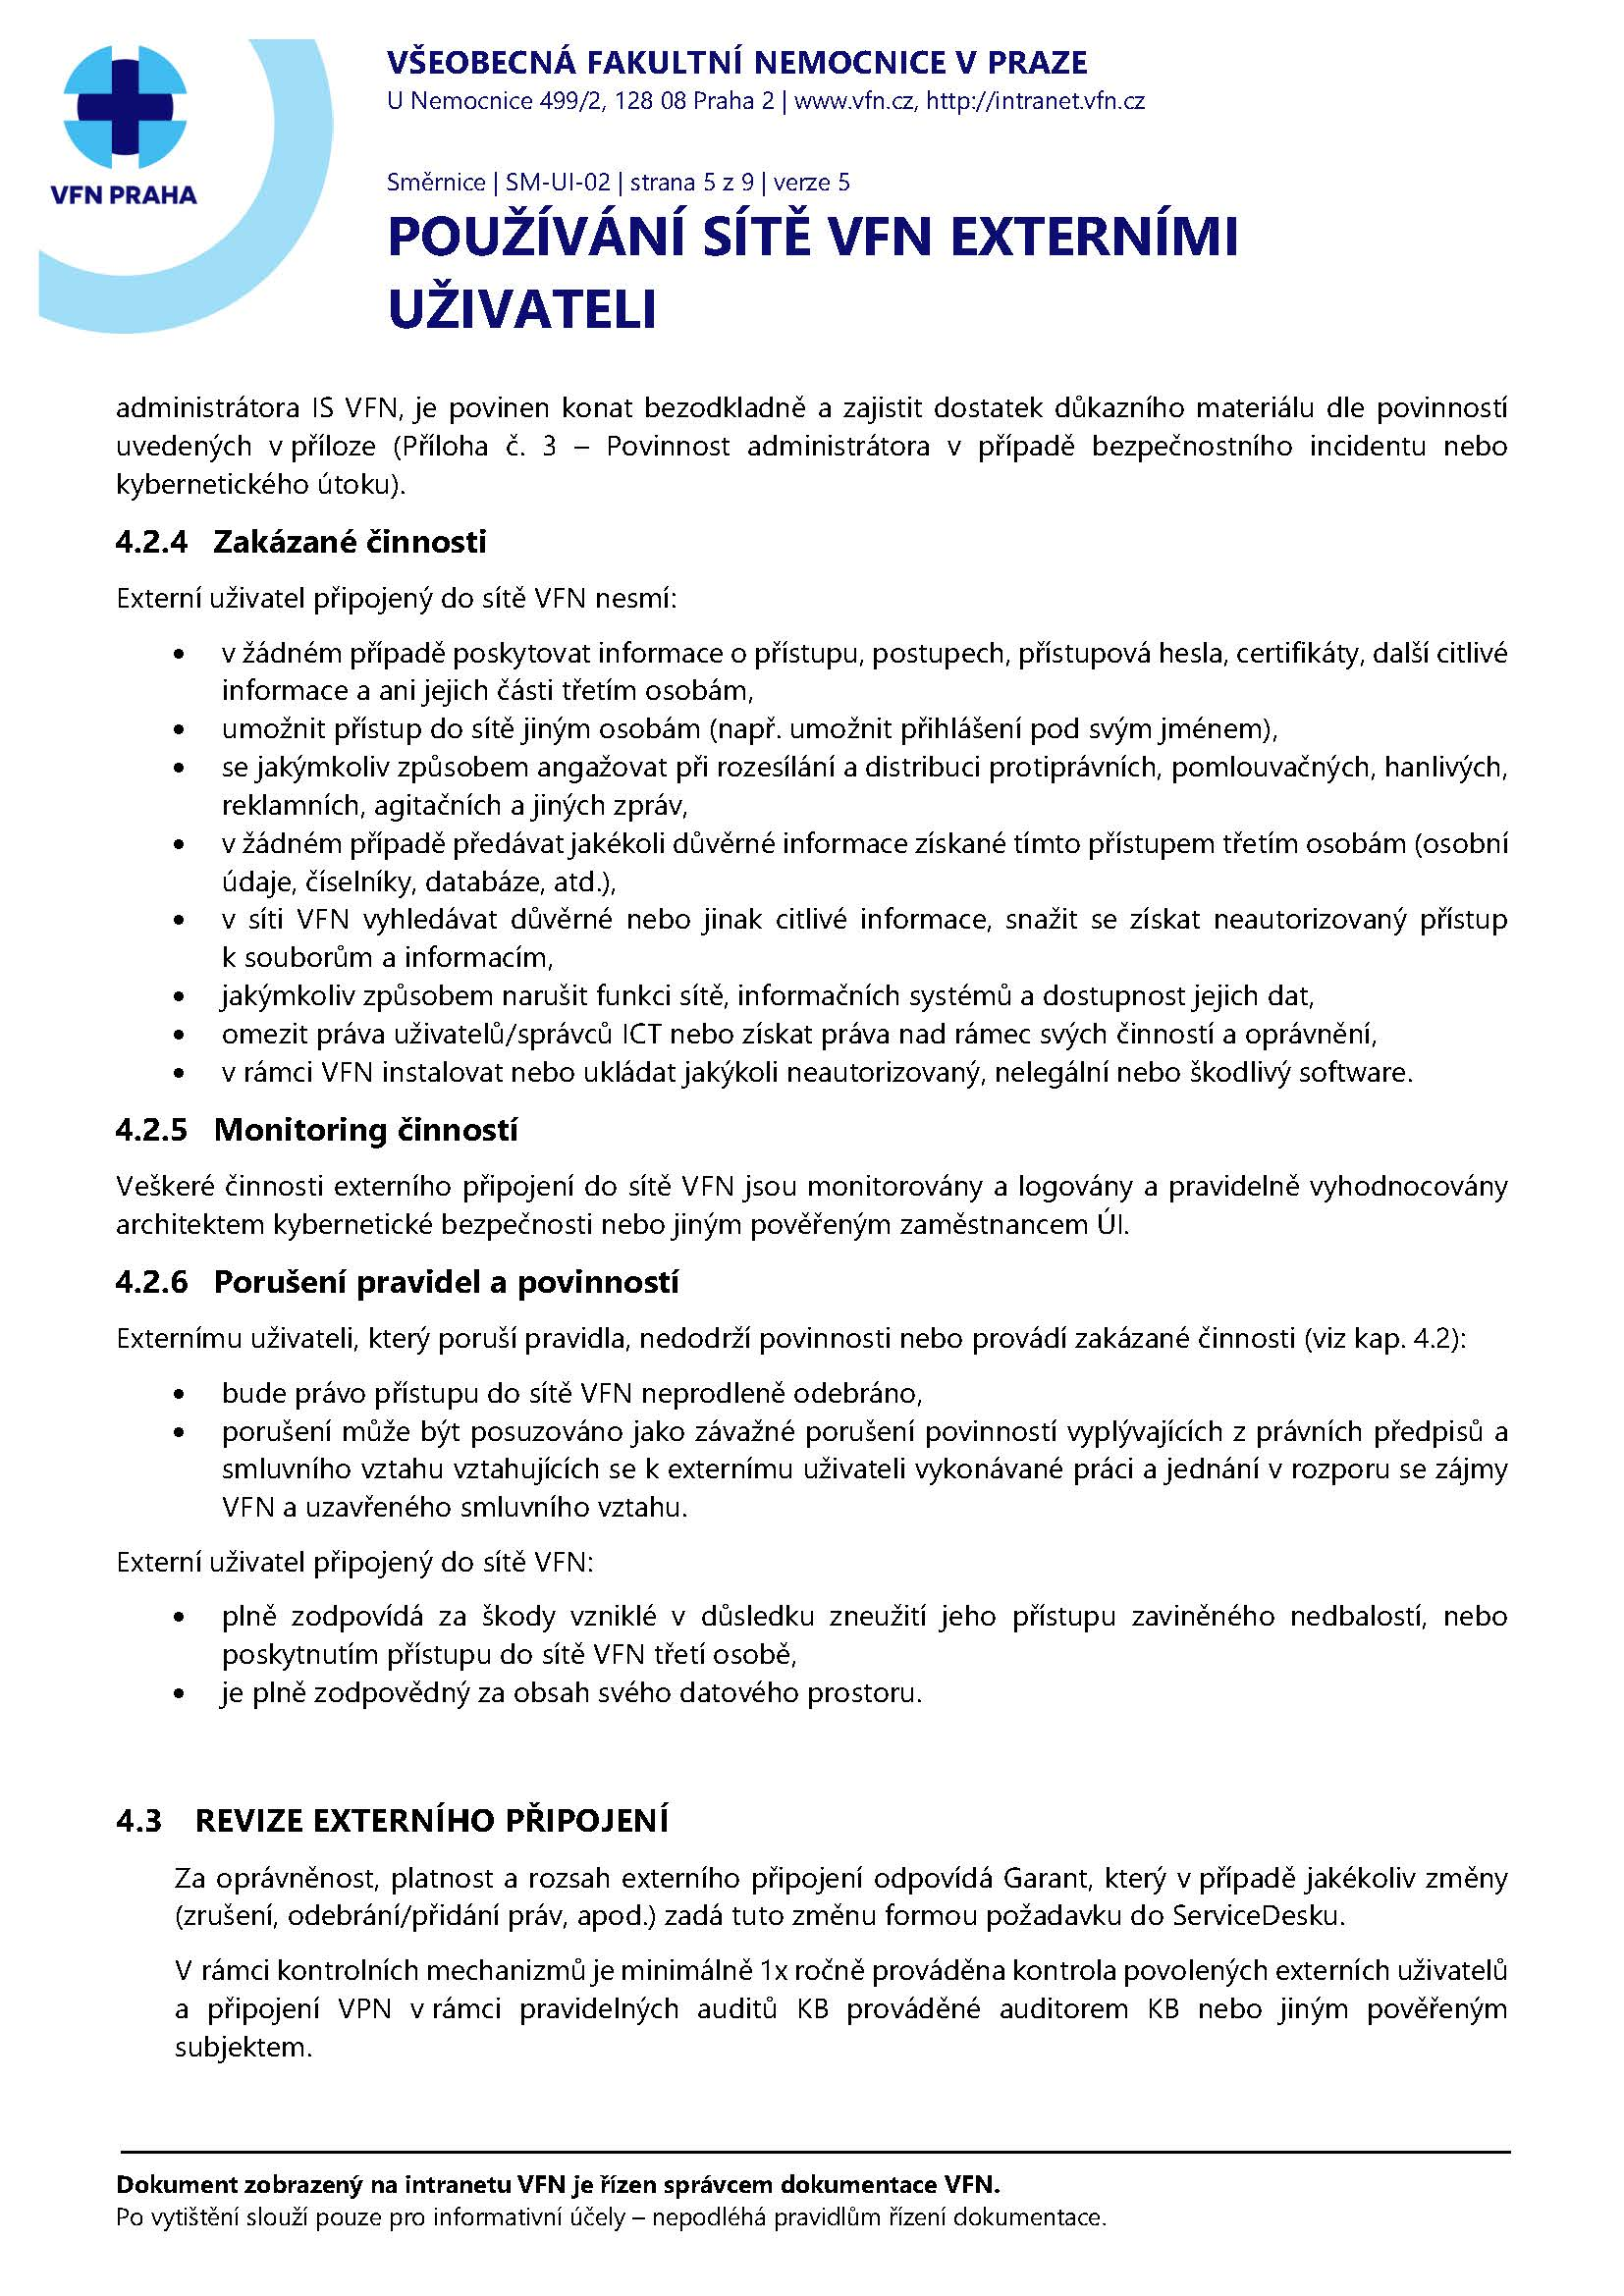 VFN PRAHA
VŠEOBECNÁ FAKULTNÍ NEMOCNICE V PRAZE
U Nemocnice 499/2, 128 08 Praha 2 | www.vfn.cz, http://intranet.vfn.cz
Směrnice | SM-UI-02 | strana 5 z 9 | verze 5
POUŽÍVÁNÍ SÍTĚ VFN EXTERNÍMI
UŽIVATELI
administrátora IS VFN, je povinen konat bezodkladně a zajistit dostatek důkazního materiálu dle povinností
uvedených v příloze (Příloha č. 3 – Povinnost administrátora v případě bezpečnostního incidentu nebo
kybernetického útoku).
4.2.4 Zakázané činnosti
Externí uživatel připojený do sítě VFN nesmí:
• v žádném případě poskytovat informace o přístupu, postupech, přístupová hesla, certifikáty, další citlivé
informace a ani jejich části třetím osobám,
• umožnit přístup do sítě jiným osobám (např. umožnit přihlášení pod svým jménem),
• se jakýmkoliv způsobem angažovat při rozesílání a distribuci protiprávních, pomlouvačných, hanlivých,
reklamních, agitačních a jiných zpráv,
• v žádném případě předávat jakékoli důvěrné informace získané tímto přístupem třetím osobám (osobní
údaje, číselníky, databáze, atd.),
• v síti VFN vyhledávat důvěrné nebo jinak citlivé informace, snažit se získat neautorizovaný přístup
k souborům a informacím,
• jakýmkoliv způsobem narušit funkci sítě, informačních systémů a dostupnost jejich dat,
• omezit práva uživatelů/správců ICT nebo získat práva nad rámec svých činností a oprávnění,
• v rámci VFN instalovat nebo ukládat jakýkoli neautorizovaný, nelegální nebo škodlivý software.
4.2.5 Monitoring činností
Veškeré činnosti externího připojení do sítě VFN jsou monitorovány a logovány a pravidelně vyhodnocovány
architektem kybernetické bezpečnosti nebo jiným pověřeným zaměstnancem ÚI.
4.2.6 Porušení pravidel a povinností
Externímu uživateli, který poruší pravidla, nedodrží povinnosti nebo provádí zakázané činnosti (viz kap. 4.2):
• bude právo přístupu do sítě VFN neprodleně odebráno,
• porušení může být posuzováno jako závažné porušení povinností vyplývajících z právních předpisů a
smluvního vztahu vztahujících se k externímu uživateli vykonávané práci a jednání v rozporu se zájmy
VFN a uzavřeného smluvního vztahu.
Externí uživatel připojený do sítě VFN:
• plně zodpovídá za škody vzniklé v důsledku zneužití jeho přístupu zaviněného nedbalostí, nebo
poskytnutím přístupu do sítě VFN třetí osobě,
• je plně zodpovědný za obsah svého datového prostoru.
4.3 REVIZE EXTERNÍHO PŘIPOJENÍ
Za oprávněnost, platnost a rozsah externího připojení odpovídá Garant, který v případě jakékoliv změny
(zrušení, odebrání/přidání práv, apod.) zadá tuto změnu formou požadavku do ServiceDesku.
V rámci kontrolních mechanizmů je minimálně 1x ročně prováděna kontrola povolených externích uživatelů
a připojení VPN v rámci pravidelných auditů KB prováděné auditorem KB nebo jiným pověřeným
subjektem.
Dokument zobrazený na intranetu VFN je řízen správcem dokumentace VFN.
Po vytištění slouží pouze pro informativní účely – nepodléhá pravidlům řízení dokumentace.